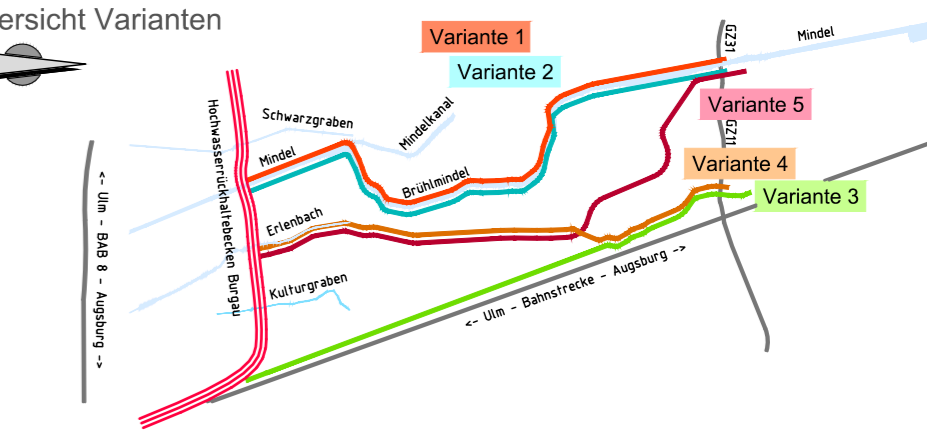 ersicht Varianten
Variante 1
Variante 2
GZ31
Mindel
Variante 5
GZ11
Variante 4
Variante 3
Schwarzgraben
Mindelkanal
Mindel
Brühlmindel
Hochwasserrückhaltebecken Burgau
Erlenbach
Kulturgraben
<- Ulm - BAB 8 - Augsburg ->
<- Ulm - Bahnstrecke - Augsburg ->